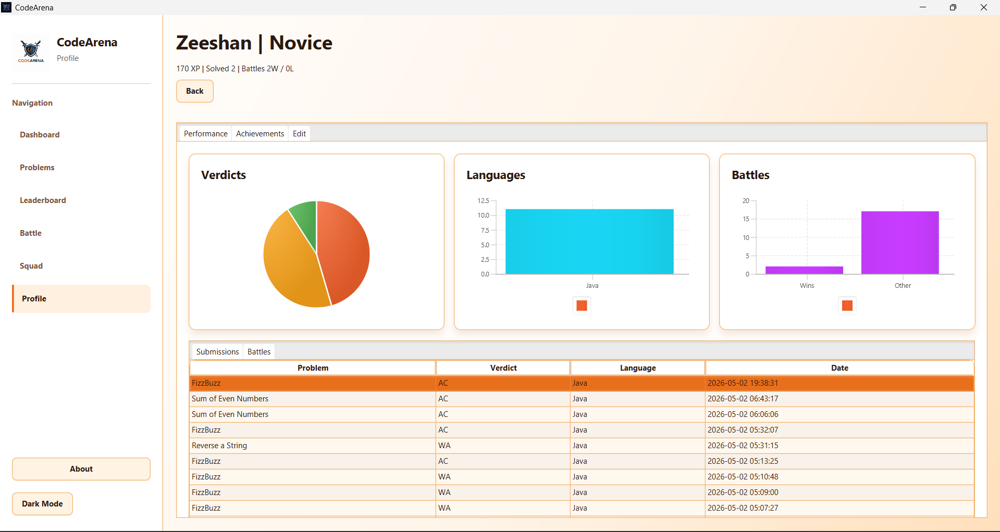 CodeArena
CodeArena
Profile
CODEARENA
Navigation
Dashboard
Problems
Leaderboard
Battle
Squad
Profile
About
Dark Mode
Zeeshan | Novice
170 XP | Solved 2 | Battles 2W / 0L
Back
Performance Achievements Edit
Verdicts
Languages
12.5
10.0
7.5
5.0
2.5
0.0
Java
Battles
20
15
10
5
0
Wins Other
Submissions Battles
Problem Verdict Language Date
FizzBuzz AC Java 2026-05-02 19:38:31
Sum of Even Numbers AC Java 2026-05-02 06:43:17
Sum of Even Numbers AC Java 2026-05-02 06:06:06
FizzBuzz AC Java 2026-05-02 05:32:07
Reverse a String WA Java 2026-05-02 05:31:15
FizzBuzz AC Java 2026-05-02 05:13:25
FizzBuzz WA Java 2026-05-02 05:10:48
FizzBuzz WA Java 2026-05-02 05:09:00
FizzBuzz WA Java 2026-05-02 05:07:27